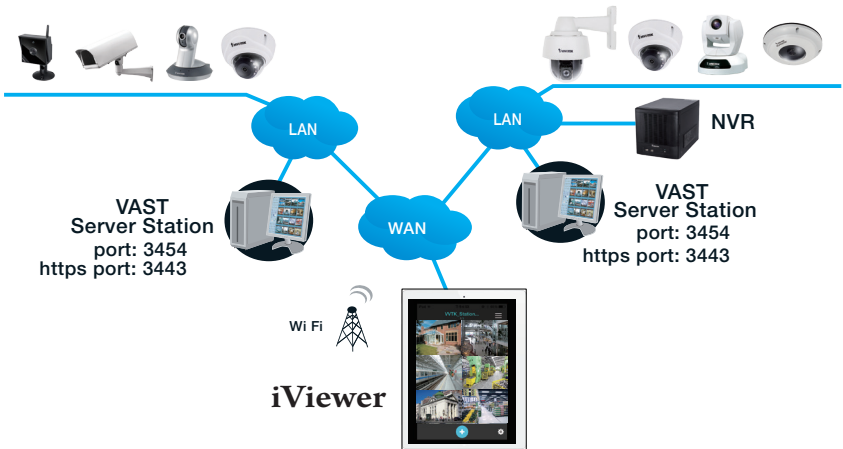 LAN
LAN
NVR
VAST
Server Station
port: 3454
https port: 3443
WAN
VAST
Server Station
port: 3454
https port: 3443
Wi Fi
VVTK_Station...
iViewer